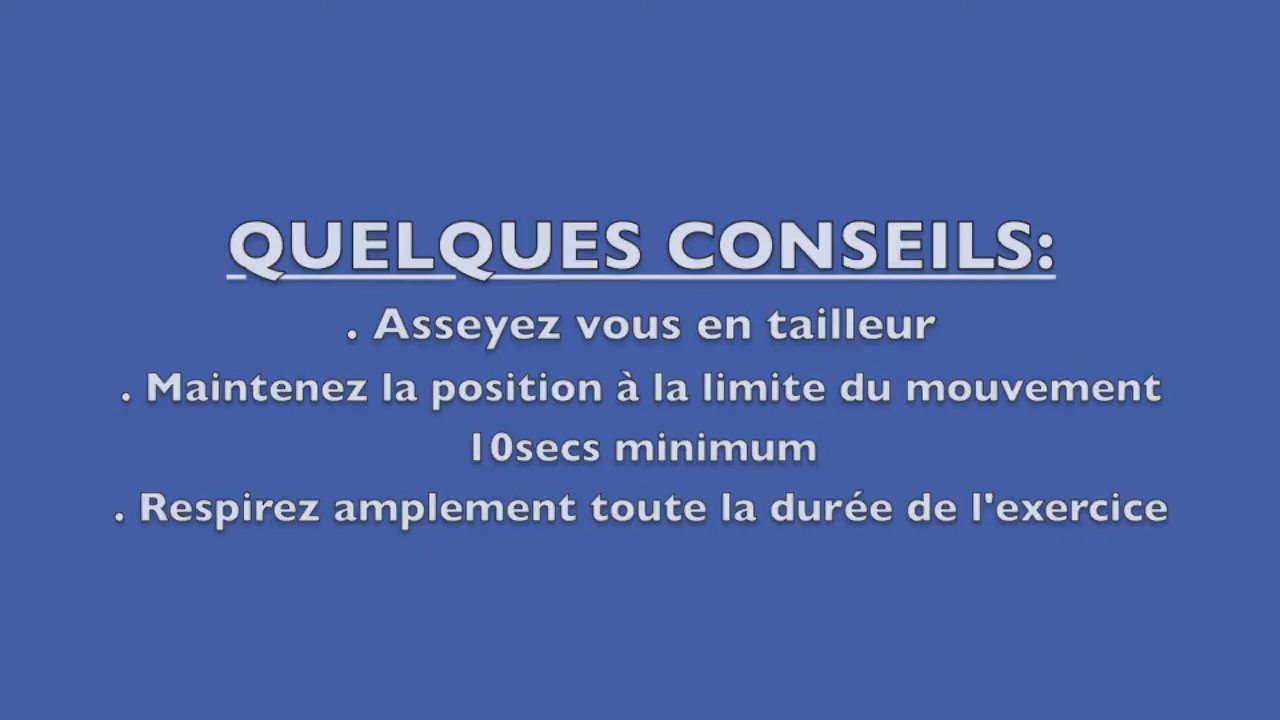 QUELQUES CONSEILS:
. Asseyez vous en tailleur
. Maintenez la position à la limite du mouvement
10secs minimum
. Respirez amplement toute la durée de l'exercice